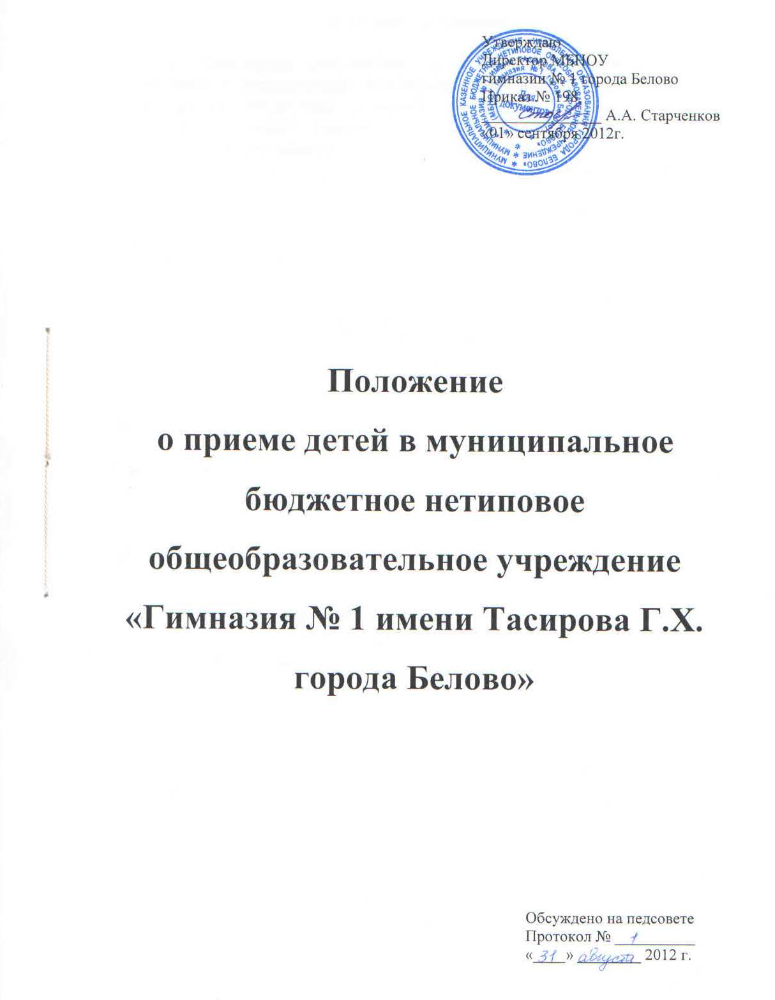 Утверждаю
Директор МБНОУ
гимназии № 1 города Белово
Приказ № 198
А.А. Старченков
«01» сентября 2012г.
Для
документов
Положение
о приеме детей в муниципальное
бюджетное нетиповое
общеобразовательное учреждение
«Гимназия № 1 имени Тасирова Г.Х.
города Белово»
Обсуждено на педсовете
Протокол № 1
«31» августа 2012 г.